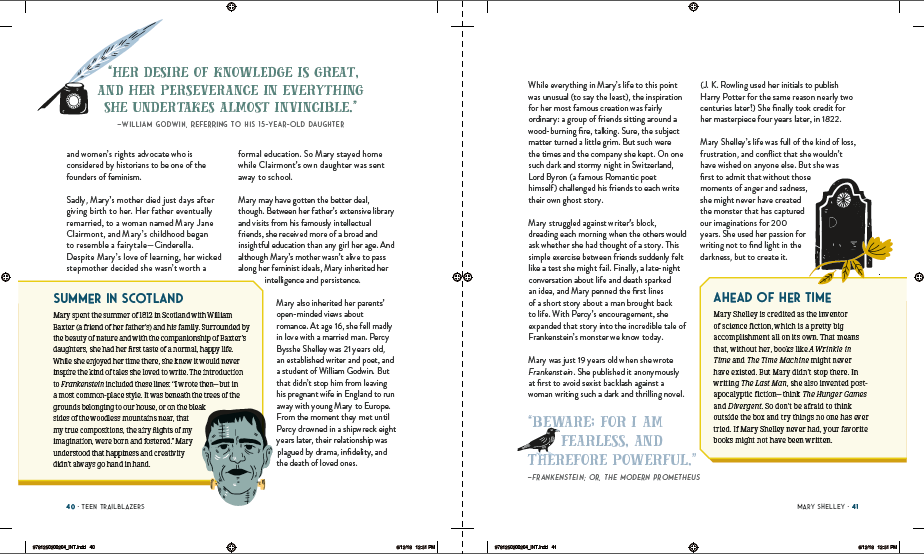 “HER DESIRE OF KNOWLEDGE IS GREAT,
AND HER PERSEVERANCE IN EVERYTHING
SHE UNDERTAKES ALMOST INVINCIBLE.”
–WILLIAM GODWIN, REFERRING TO HIS 15-YEAR-OLD DAUGHTER
and women's rights advocate who is
considered by historians to be one of the
founders of feminism.
Sadly, Mary's mother died just days after
giving birth to her. Her father eventually
remarried, to a woman named Mary Jane
Clairmont, and Mary's childhood began
to resemble a fairytale—Cinderella.
Despite Mary's love of learning, her wicked
stepmother decided she wasn't worth a
formal education. So Mary stayed home
while Clairmont's own daughter was sent
away to school.
Mary may have gotten the better deal,
though. Between her father's extensive library
and visits from his famously intellectual
friends, she received more of a broad and
insightful education than any girl her age. And
although Mary's mother wasn't alive to pass
along her feminist ideals, Mary inherited her
intelligence and persistence.
Mary also inherited her parents'
open-minded views about
romance. At age 16, she fell madly
in love with a married man. Percy
Bysshe Shelley was 21 years old,
an established writer and poet, and
a student of William Godwin. But
that didn't stop him from leaving
his pregnant wife in England to run
away with young Mary to Europe.
From the moment they met until
Percy drowned in a shipwreck eight
years later, their relationship was
plagued by drama, infidelity, and
the death of loved ones.
SUMMER IN SCOTLAND
Mary spent the summer of 1812 in Scotland with William
Baxter (a friend of her father's) and his family. Surrounded by
the beauty of nature and with the companionship of Baxter's
daughters, she had her first taste of a normal, happy life.
While she enjoyed her time there, she knew it would never
inspire the kind of tales she loved to write. The introduction
to Frankenstein included these lines: “I wrote then—but in
a most common-place style. It was beneath the trees of the
grounds belonging to our house, or on the bleak
sides of the woodless mountains near, that
my true compositions, the airy flights of my
imagination, were born and fostered.” Mary
understood that happiness and creativity
didn't always go hand in hand.
40 · TEEN TRAILBLAZERS
While everything in Mary's life to this point
was unusual (to say the least), the inspiration
for her most famous creation was fairly
ordinary: a group of friends sitting around a
wood-burning fire, talking. Sure, the subject
matter turned a little grim. But such were
the times and the company she kept. On one
such dark and stormy night in Switzerland,
Lord Byron (a famous Romantic poet
himself) challenged his friends to each write
their own ghost story.
Mary struggled against writer's block,
dreading each morning when the others would
ask whether she had thought of a story. This
simple exercise between friends suddenly felt
like a test she might fail. Finally, a late-night
conversation about life and death sparked
an idea, and Mary penned the first lines
of a short story about a man brought back
to life. With Percy's encouragement, she
expanded that story into the incredible tale of
Frankenstein's monster we know today.
Mary was just 19 years old when she wrote
Frankenstein. She published it anonymously
at first to avoid sexist backlash against a
woman writing such a dark and thrilling novel.
“BEWARE; FOR I AM
FEARLESS, AND
THEREFORE POWERFUL.”
–FRANKENSTEIN; OR, THE MODERN PROMETHEUS
(J. K. Rowling used her initials to publish
Harry Potter for the same reason nearly two
centuries later!) She finally took credit for
her masterpiece four years later, in 1822.
Mary Shelley's life was full of the kind of loss,
frustration, and conflict that she wouldn't
have wished on anyone else. But she was
first to admit that without those
moments of anger and sadness,
she might never have created
the monster that has captured
our imaginations for 200
years. She used her passion for
writing not to find light in the
darkness, but to create it.
AHEAD OF HER TIME
Mary Shelley is credited as the inventor
of science fiction, which is a pretty big
accomplishment all on its own. That means
that, without her, books like A Wrinkle in
Time and The Time Machine might never
have existed. But Mary didn't stop there. In
writing The Last Man, she also invented post-
apocalyptic fiction—think The Hunger Games
and Divergent. So don't be afraid to think
outside the box and try things no one has ever
tried. If Mary Shelley never had, your favorite
books might not have been written.
MARY SHELLEY · 41